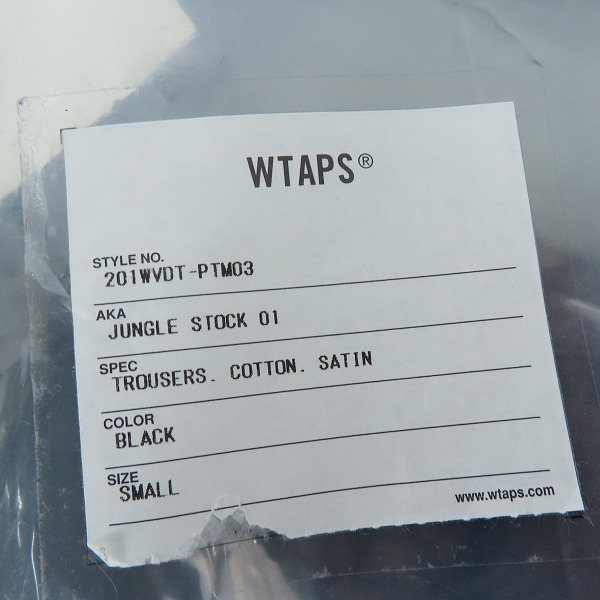 WTAPS®
STYLE NO.
201WVDT-PTM03
AKA
JUNGLE STOCK 01
SPEC
TROUSERS. COTTON. SATIN
COLOR
BLACK
SIZE
SMALL
www.wtaps.com